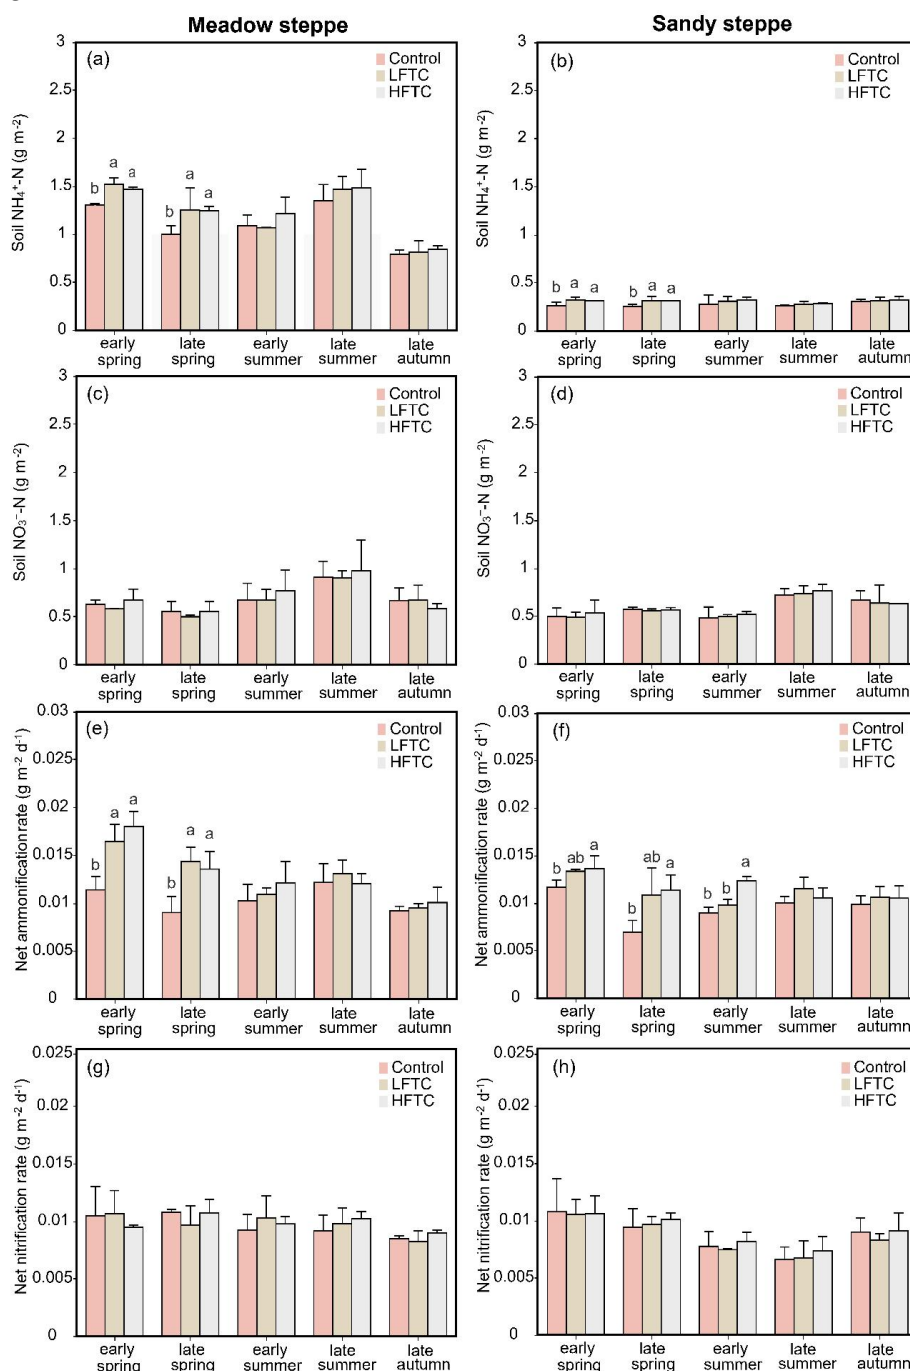 Meadow steppe
Sandy steppe
(a)
Control
LFTC
HFTC
Soil NH₄⁺-N (g m⁻²)
3
2.5
2
1.5
1
0.5
0
b a a
b a a
early spring
late spring
early summer
late summer
late autumn
(b)
Control
LFTC
HFTC
Soil NH₄⁺-N (g m⁻²)
3
2.5
2
1.5
1
0.5
0
b a a
b a a
early spring
late spring
early summer
late summer
late autumn
(c)
Control
LFTC
HFTC
Soil NO₃⁻-N (g m⁻²)
3
2.5
2
1.5
1
0.5
0
early spring
late spring
early summer
late summer
late autumn
(d)
Control
LFTC
HFTC
Soil NO₃⁻-N (g m⁻²)
3
2.5
2
1.5
1
0.5
0
early spring
late spring
early summer
late summer
late autumn
(e)
Control
LFTC
HFTC
Net ammonificationrate (g m⁻² d⁻¹)
0.03
0.025
0.02
0.015
0.01
0.005
0
b a a
b a a
early spring
late spring
early summer
late summer
late autumn
(f)
Control
LFTC
HFTC
Net ammonification rate (g m⁻² d⁻¹)
0.03
0.025
0.02
0.015
0.01
0.005
0
b ab a
b ab a
b b a
early spring
late spring
early summer
late summer
late autumn
(g)
Control
LFTC
HFTC
Net nitrification rate (g m⁻² d⁻¹)
0.025
0.02
0.015
0.01
0.005
0
early spring
late spring
early summer
late summer
late autumn
(h)
Control
LFTC
HFTC
Net nitrification rate (g m⁻² d⁻¹)
0.025
0.02
0.015
0.01
0.005
0
early spring
late spring
early summer
late summer
late autumn